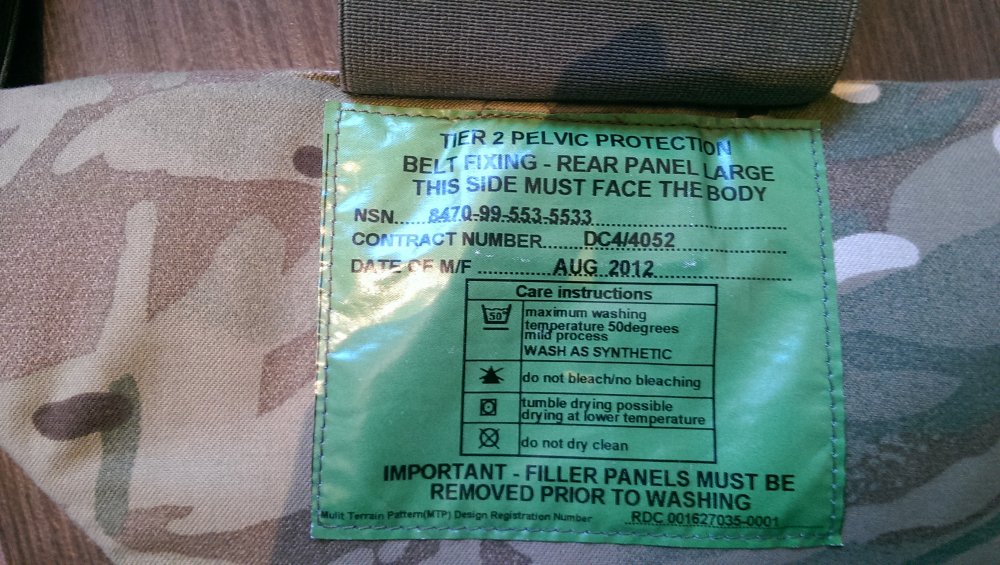 TIER 2 PELVIC PROTECTION
BELT FIXING - REAR PANEL LARGE
THIS SIDE MUST FACE THE BODY
NSN...... 8470-99-553-5533
CONTRACT NUMBER...... DC4/4052
DATE OF M/F ............ AUG 2012
Care instructions
50°
maximum washing
temperature 50degrees
mild process
WASH AS SYNTHETIC
do not bleach/no bleaching
tumble drying possible
drying at lower temperature
do not dry clean
IMPORTANT - FILLER PANELS MUST BE
REMOVED PRIOR TO WASHING
Mulit Terrain Pattern(MTP) Design Registration Number RDC 001627035-0001